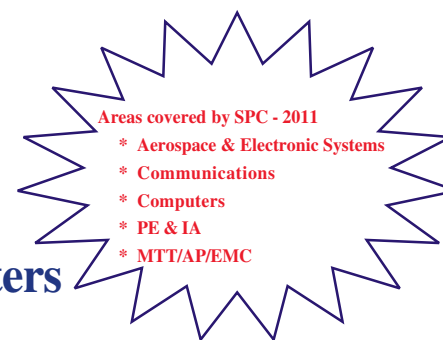 Areas covered by SPC - 2011
* Aerospace & Electronic Systems
* Communications
* Computers
* PE & IA
* MTT/AP/EMC
ters